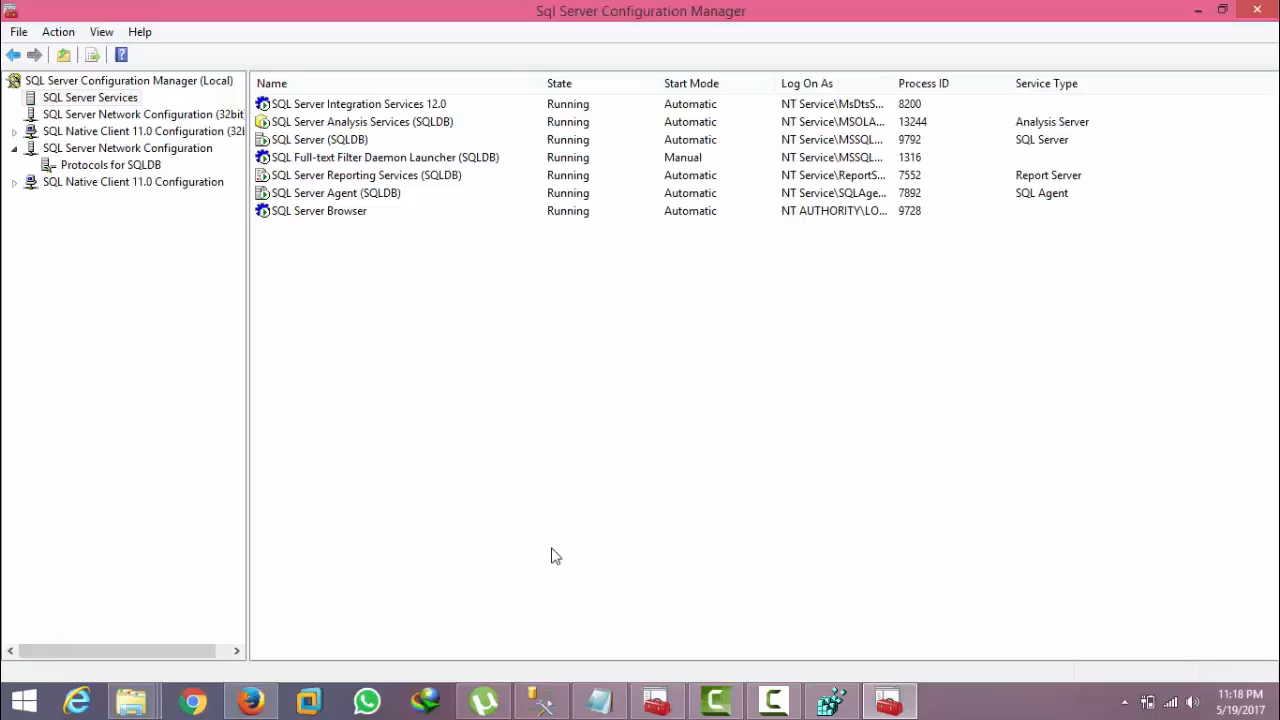 Sql Server Configuration Manager
File Action View Help
SQL Server Configuration Manager (Local)
SQL Server Services
SQL Server Network Configuration (32bit
SQL Native Client 11.0 Configuration (32b
SQL Server Network Configuration
Protocols for SQLDB
SQL Native Client 11.0 Configuration
Name State Start Mode Log On As Process ID Service Type
SQL Server Integration Services 12.0 Running Automatic NT Service\MsDtsS... 8200
SQL Server Analysis Services (SQLDB) Running Automatic NT Service\MSOLA... 13244 Analysis Server
SQL Server (SQLDB) Running Automatic NT Service\MSSQL... 9792 SQL Server
SQL Full-text Filter Daemon Launcher (SQLDB) Running Manual NT Service\MSSQL... 1316
SQL Server Reporting Services (SQLDB) Running Automatic NT Service\ReportS... 7552 Report Server
SQL Server Agent (SQLDB) Running Automatic NT Service\SQLAge... 7892 SQL Agent
SQL Server Browser Running Automatic NT AUTHORITY\LO... 9728
11:18 PM
5/19/2017